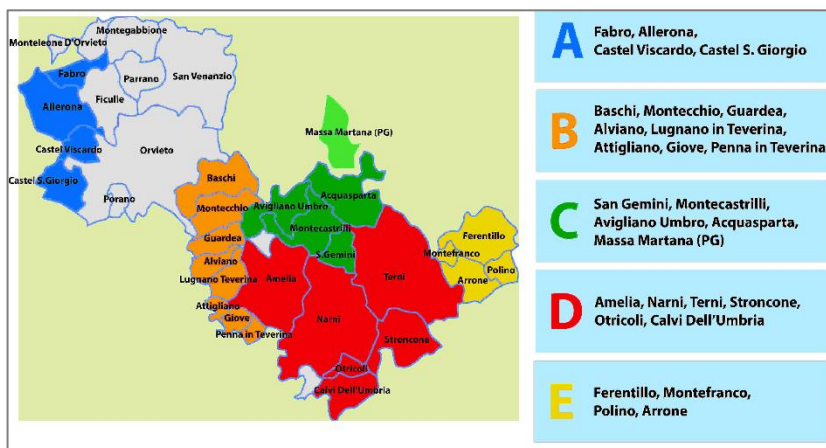 Montegabbione
Monteleone D'Orvieto
Fabro
Parrano
San Venanzio
Ficulle
Allerona
Massa Martana (PG)
Castel Viscardo
Orvieto
Castel S.Giorgio
Porano
Baschi
Acquasparta
Montecchio
Avigliano Umbro
Montecastrilli
Guardea
Ferentillo
Montefranco
S.Gemini
Alviano
Polino
Lugnano Teverina
Amelia
Terni
Arrone
Attigliano
Giove
Narni
Penna in Teverina
Stroncone
Otricoli
Calvi Dell'Umbria
A
Fabro, Allerona,
Castel Viscardo, Castel S. Giorgio
B
Baschi, Montecchio, Guardea,
Alviano, Lugnano in Teverina,
Attigliano, Giove, Penna in Teverina
C
San Gemini, Montecastrilli,
Avigliano Umbro, Acquasparta,
Massa Martana (PG)
D
Amelia, Narni, Terni, Stroncone,
Otricoli, Calvi Dell'Umbria
E
Ferentillo, Montefranco,
Polino, Arrone